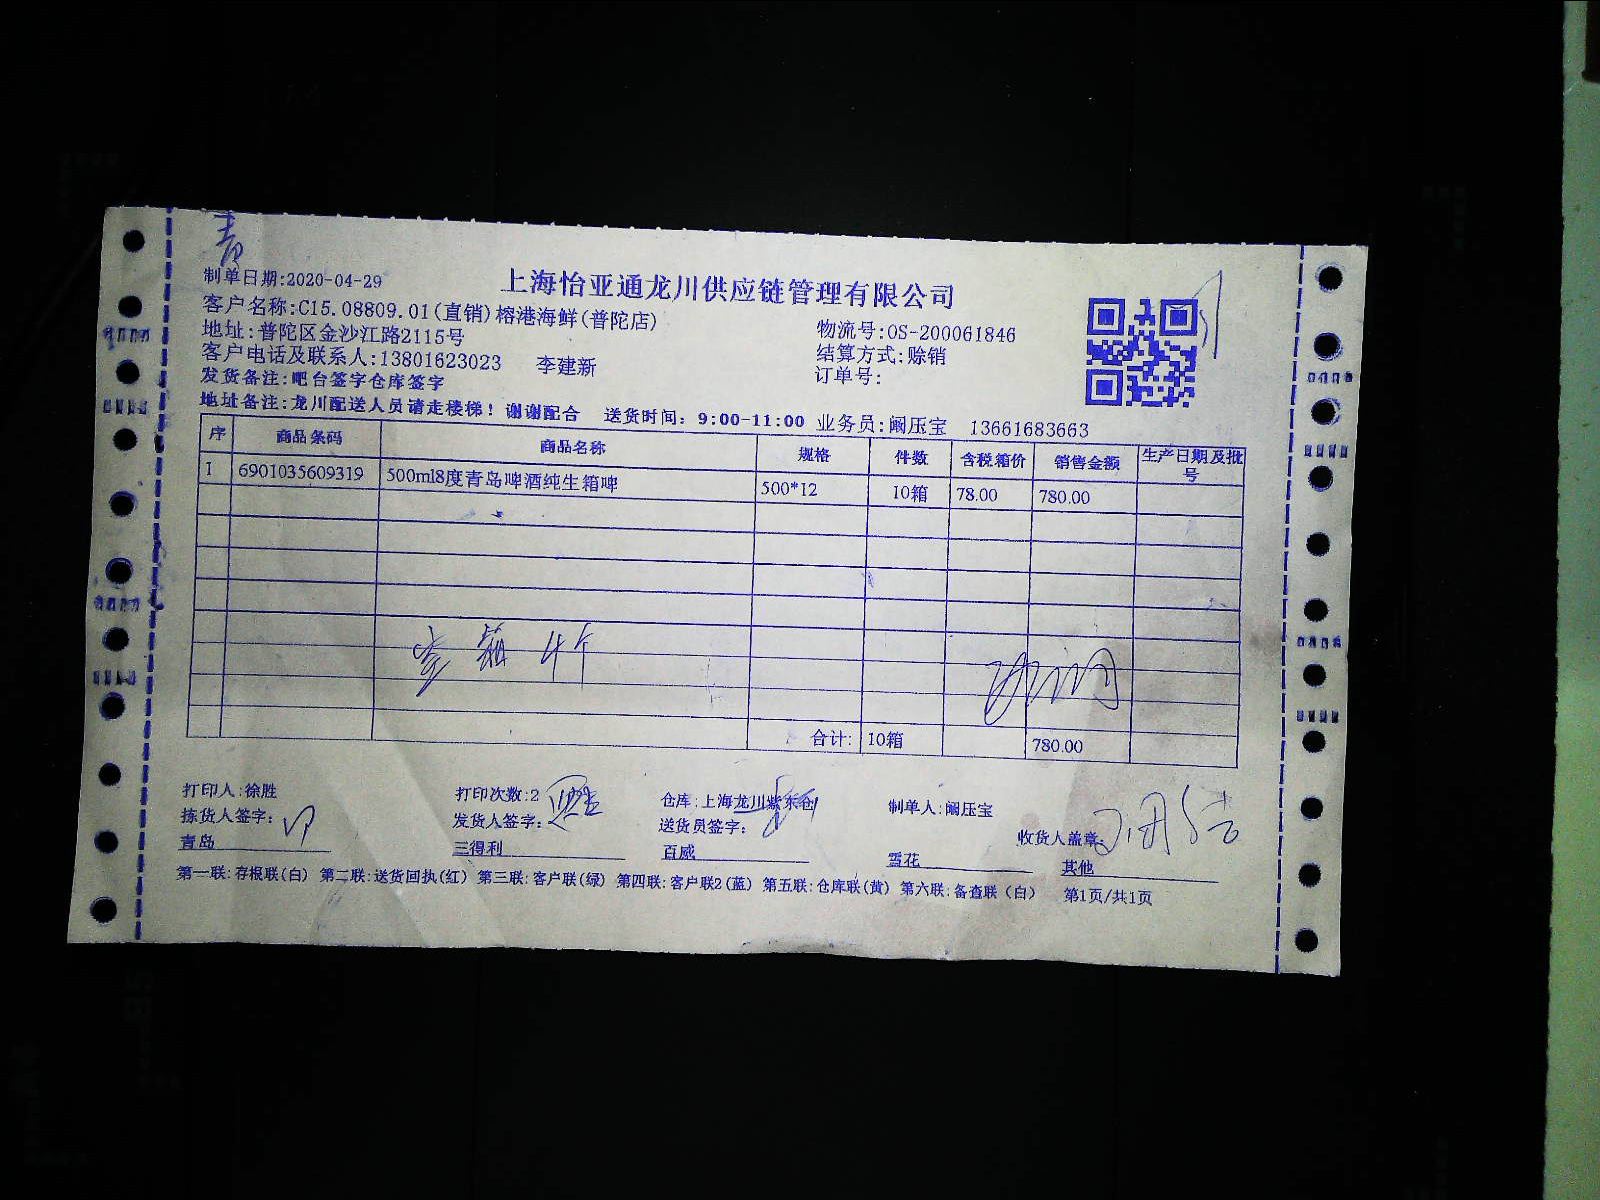 上海怡亚通龙川供应链管理有限公司
制单日期:2020-04-29
客户名称:C15.08809.01(直销)榕港海鲜(普陀店)
物流号:OS-200061846
地址:普陀区金沙江路2115号
结算方式:赊销
客户电话及联系人:13801623023 李建新
订单号:
发货备注:吧台签字仓库签字
地址备注:龙川配送人员请走楼梯！谢谢配合 送货时间：9:00-11:00 业务员:阚压宝 13661683663
序 商品条码 商品名称 规格 件数 含税箱价 销售金额 生产日期及批号
1 6901035609319 500ml8度青岛啤酒纯生箱啤 500*12 10箱 78.00 780.00
合计: 10箱 780.00
打印人:徐胜 打印次数:2 仓库:上海龙川紫东仓 制单人:阚压宝
拣货人签字: 发货人签字: 送货员签字: 收货人盖章:
青岛 三得利 百威 雪花 其他
第一联:存根联(白) 第二联:送货回执(红) 第三联:客户联(绿) 第四联:客户联2(蓝) 第五联:仓库联(黄) 第六联:备查联(白) 第1页/共1页